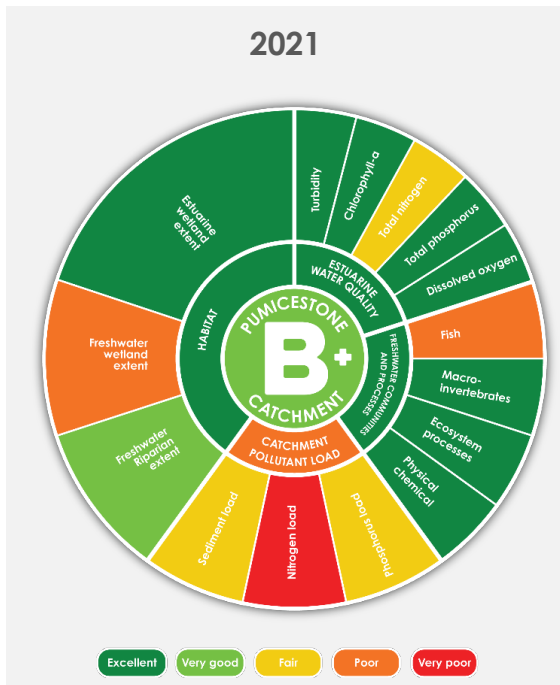 2021
Turbidity
Chlorophyll-a
Total nitrogen
Total phosphorus
Dissolved oxygen
ESTUARINE
WATER QUALITY
Fish
Macro-
Invertebrates
Ecosystem
processes
Physical
chemical
FRESHWATER COMMUNITIES
AND PROCESSES
Phosphorus load
Nitrogen load
Sediment load
CATCHMENT
POLLUTANT LOAD
Freshwater
Riparian
extent
Freshwater
wetland
extent
Estuarine
wetland
extent
HABITAT
PUMICESTONE
B+
CATCHMENT
Excellent
Very good
Fair
Poor
Very poor